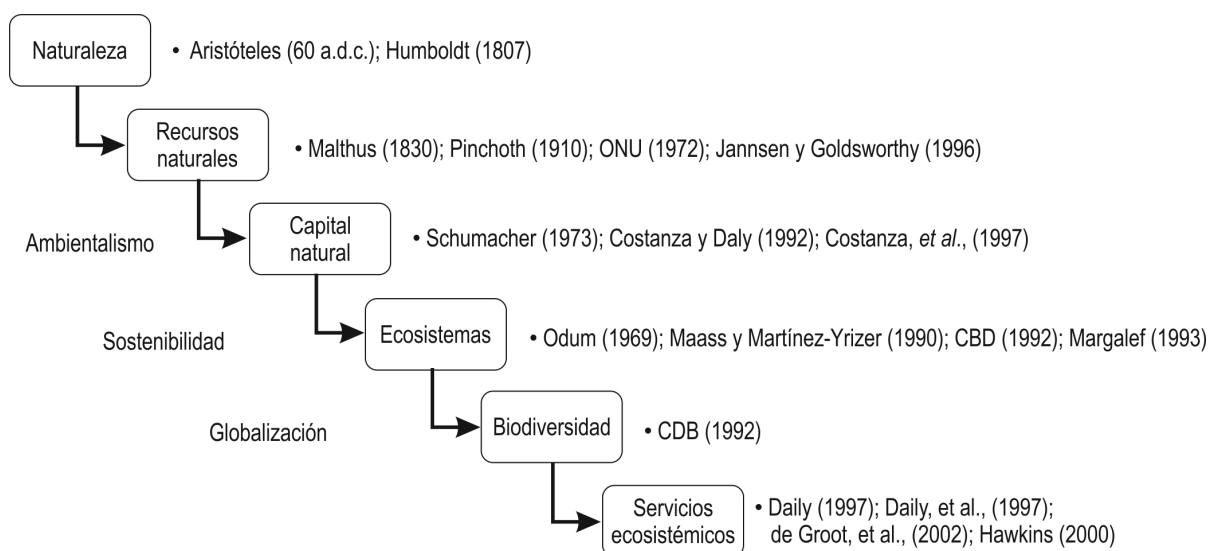 Naturaleza
• Aristóteles (60 a.d.c.); Humboldt (1807)
Recursos
naturales
• Malthus (1830); Pinchoth (1910); ONU (1972); Jannsen y Goldsworthy (1996)
Ambientalismo
Capital
natural
• Schumacher (1973); Costanza y Daly (1992); Costanza, et al., (1997)
Sostenibilidad
Ecosistemas
• Odum (1969); Maass y Martínez-Yrizer (1990); CBD (1992); Margalef (1993)
Globalización
Biodiversidad
• CDB (1992)
Servicios
ecosistémicos
• Daily (1997); Daily, et al., (1997);
de Groot, et al., (2002); Hawkins (2000)